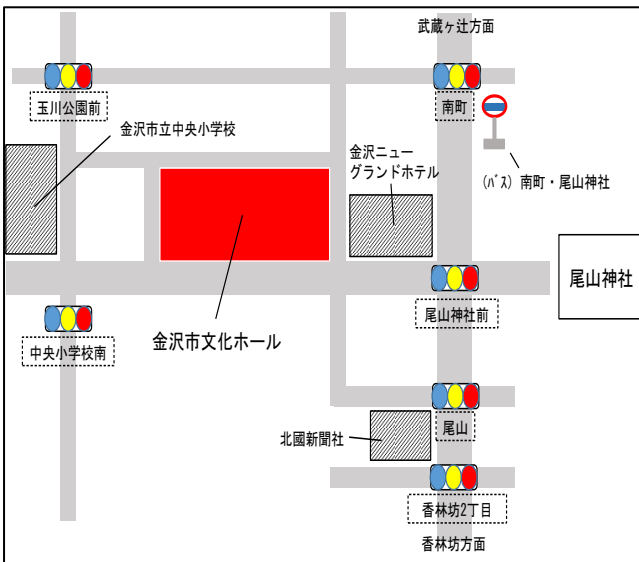 武蔵ヶ辻方面
玉川公園前
南町
金沢市立中央小学校
金沢ニュー
グランドホテル
(バス) 南町・尾山神社
尾山神社
尾山神社前
中央小学校南
金沢市文化ホール
尾山
北國新聞社
香林坊2丁目
香林坊方面